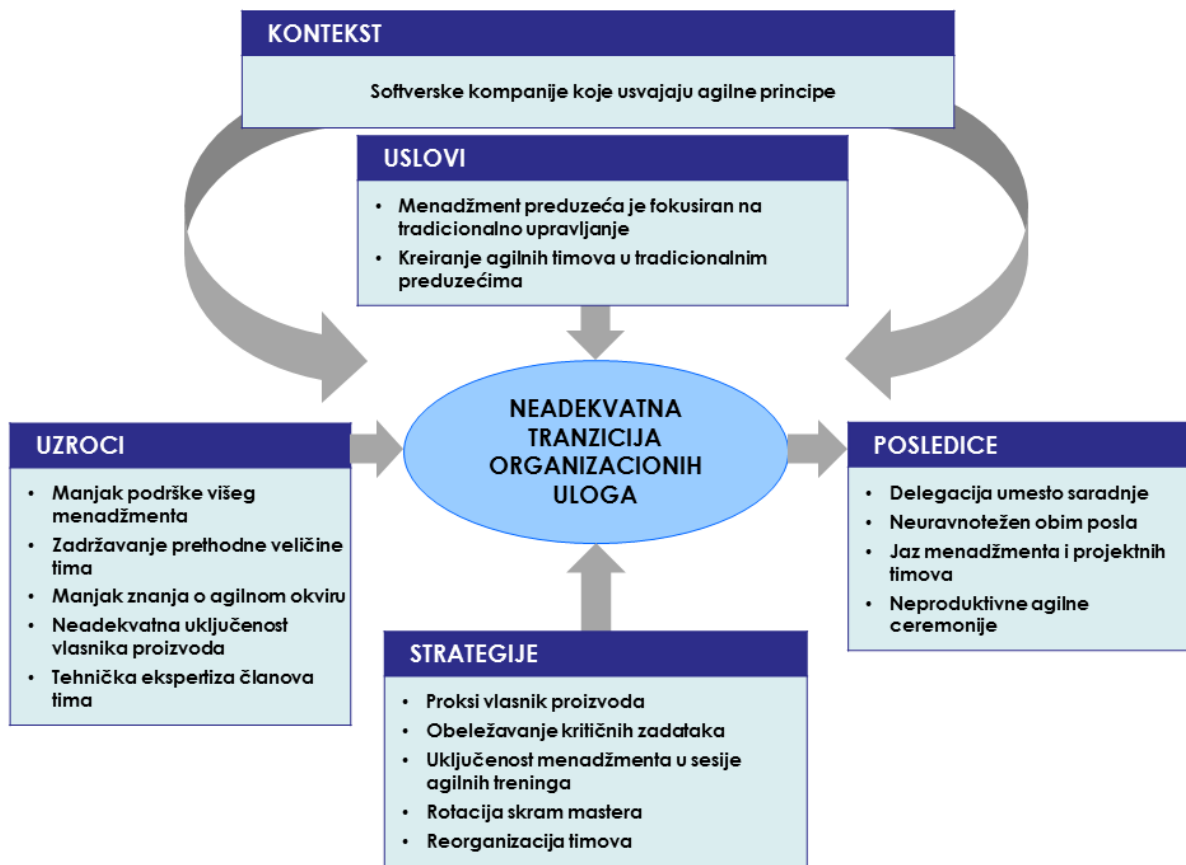 KONTEKST
Softverske kompanije koje usvajaju agilne principe
USLOVI
• Menadžment preduzeća je fokusiran na
tradicionalno upravljanje
• Kreiranje agilnih timova u tradicionalnim
preduzećima
NEADEKVATNA
TRANZICIJA
ORGANIZACIONIH
ULOGA
UZROCI
• Manjak podrške višeg
menadžmenta
• Zadržavanje prethodne veličine
tima
• Manjak znanja o agilnom okviru
• Neadekvatna uključenost
vlasnika proizvoda
• Tehnička ekspertiza članova
tima
POSLEDICE
• Delegacija umesto saradnje
• Neuravnotežen obim posla
• Jaz menadžmenta i projektnih
timova
• Neproduktivne agilne
ceremonije
STRATEGIJE
• Proksi vlasnik proizvoda
• Obeležavanje kritičnih zadataka
• Uključenost menadžmenta u sesije
agilnih treninga
• Rotacija skram mastera
• Reorganizacija timova